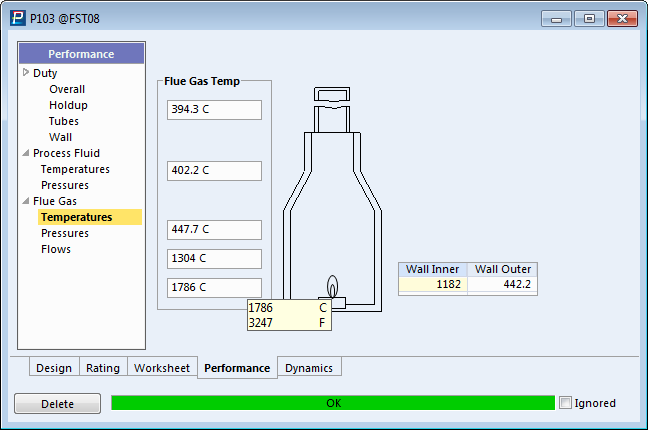 P103 @FST08
Performance
Duty
Overall
Holdup
Tubes
Wall
Process Fluid
Temperatures
Pressures
Flue Gas
Temperatures
Pressures
Flows
Flue Gas Temp
394.3 C
402.2 C
447.7 C
1304 C
1786 C
1786 C
3247 F
Wall Inner Wall Outer
1182 442.2
Design Rating Worksheet Performance Dynamics
Delete OK Ignored